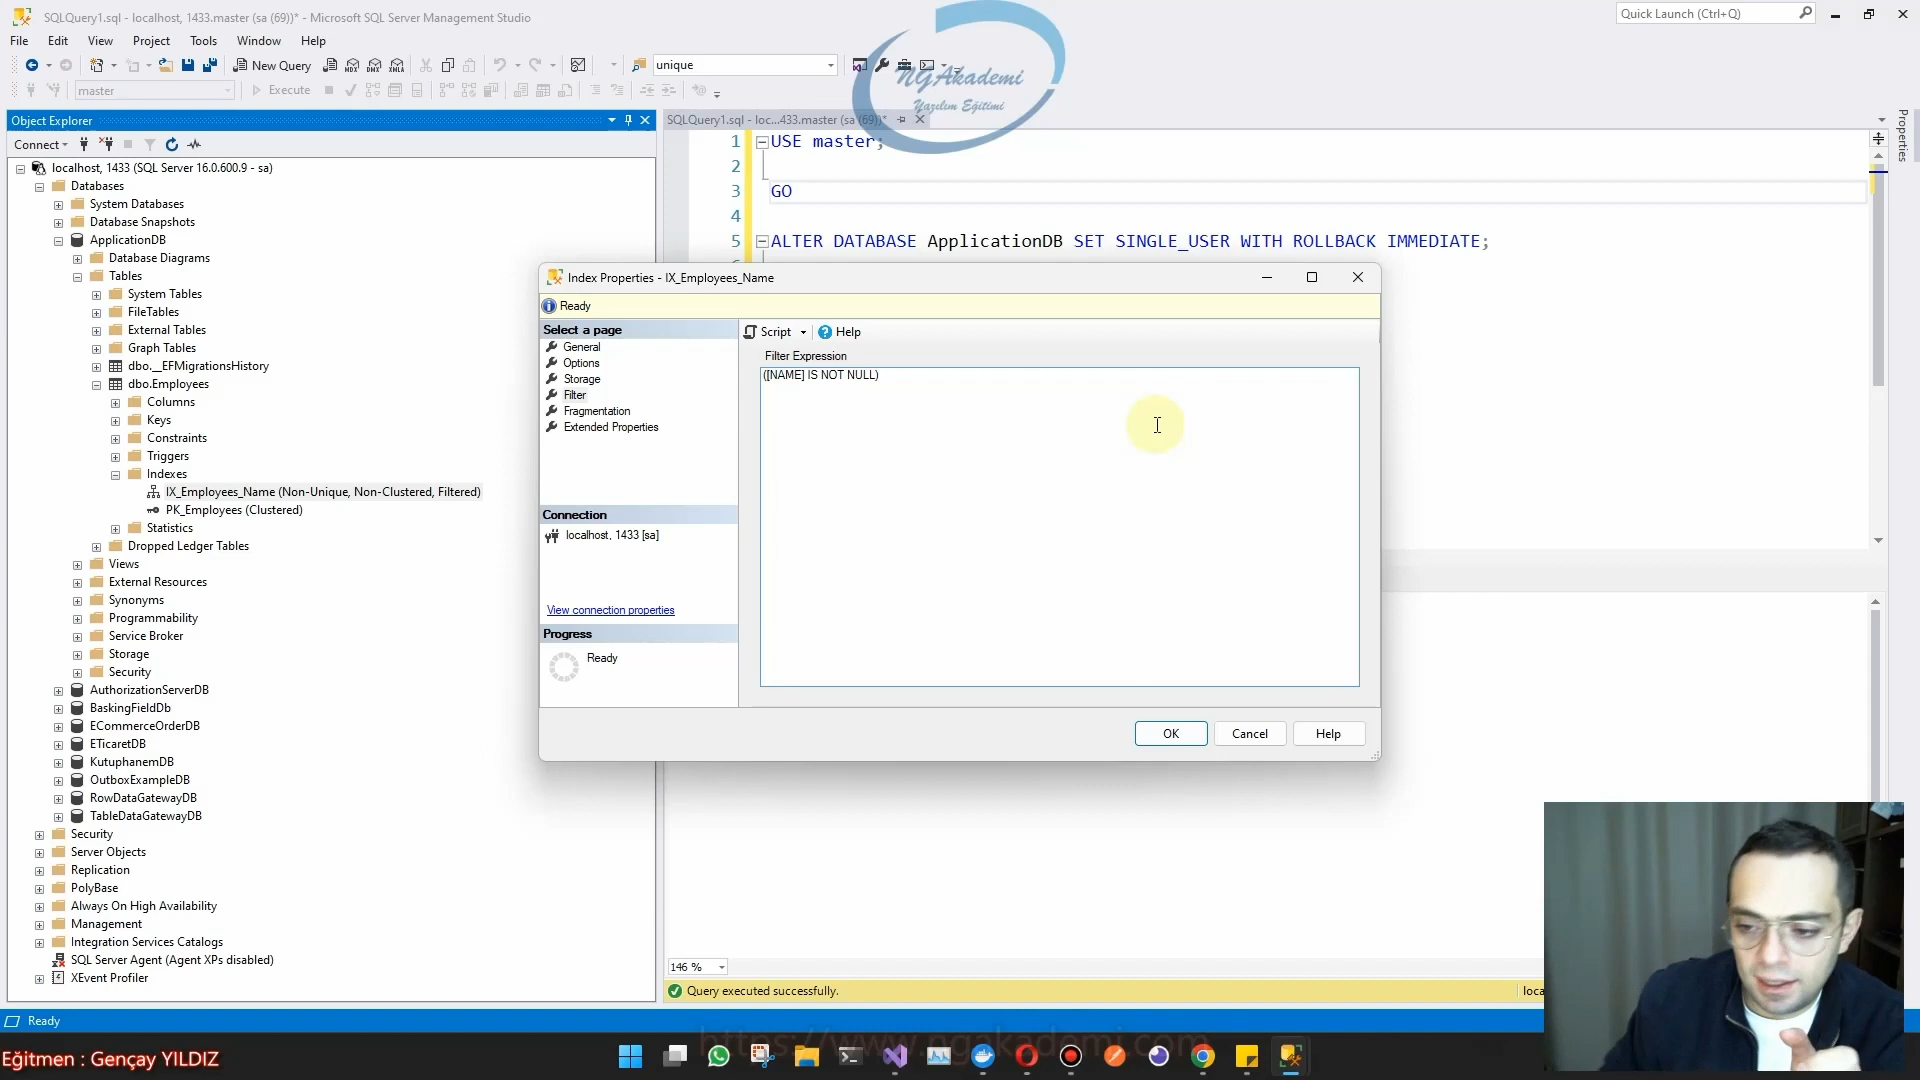 SQLQuery1.sql - localhost, 1433.master (sa (69))* - Microsoft SQL Server Management Studio
Quick Launch (Ctrl+Q)
File Edit View Project Tools Window Help
New Query
unique
master
Execute
NGAkademi
Yazılım Eğitimi
Object Explorer
SQLQuery1.sql - loc...433.master (sa (69))*
Properties
Connect
localhost, 1433 (SQL Server 16.0.600.9 - sa)
Databases
System Databases
Database Snapshots
ApplicationDB
Database Diagrams
Tables
System Tables
FileTables
External Tables
Graph Tables
dbo.__EFMigrationsHistory
dbo.Employees
Columns
Keys
Constraints
Triggers
Indexes
IX_Employees_Name (Non-Unique, Non-Clustered, Filtered)
PK_Employees (Clustered)
Statistics
Dropped Ledger Tables
Views
External Resources
Synonyms
Programmability
Service Broker
Storage
Security
AuthorizationServerDB
BaskingFieldDb
ECommerceOrderDB
ETicaretDB
KutuphanemDB
OutboxExampleDB
RowDataGatewayDB
TableDataGatewayDB
Security
Server Objects
Replication
PolyBase
Always On High Availability
Management
Integration Services Catalogs
SQL Server Agent (Agent XPs disabled)
XEvent Profiler
1 USE master;
2
3 GO
4
5 ALTER DATABASE ApplicationDB SET SINGLE_USER WITH ROLLBACK IMMEDIATE;
Index Properties - IX_Employees_Name
Ready
Select a page
General
Options
Storage
Filter
Fragmentation
Extended Properties
Connection
localhost, 1433 [sa]
View connection properties
Progress
Ready
Script Help
Filter Expression
([NAME] IS NOT NULL)
OK Cancel Help
146 %
Query executed successfully.
loca
Ready
https://www.ngakademi.com
Eğitmen : Gençay YILDIZ